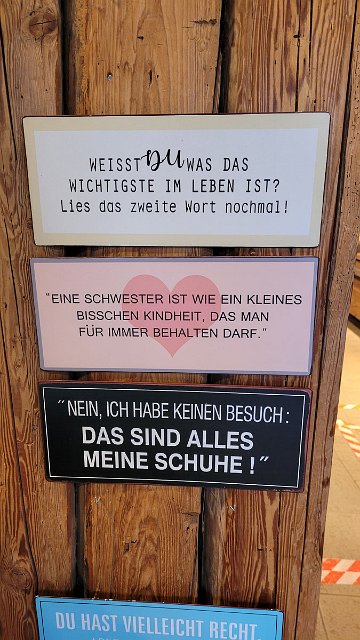 WEISST DU WAS DAS
WICHTIGSTE IM LEBEN IST?
Lies das zweite Wort nochmal!
"EINE SCHWESTER IST WIE EIN KLEINES
BISSCHEN KINDHEIT, DAS MAN
FÜR IMMER BEHALTEN DARF."
"NEIN, ICH HABE KEINEN BESUCH:
DAS SIND ALLES
MEINE SCHUHE!"
DU HAST VIELLEICHT RECHT